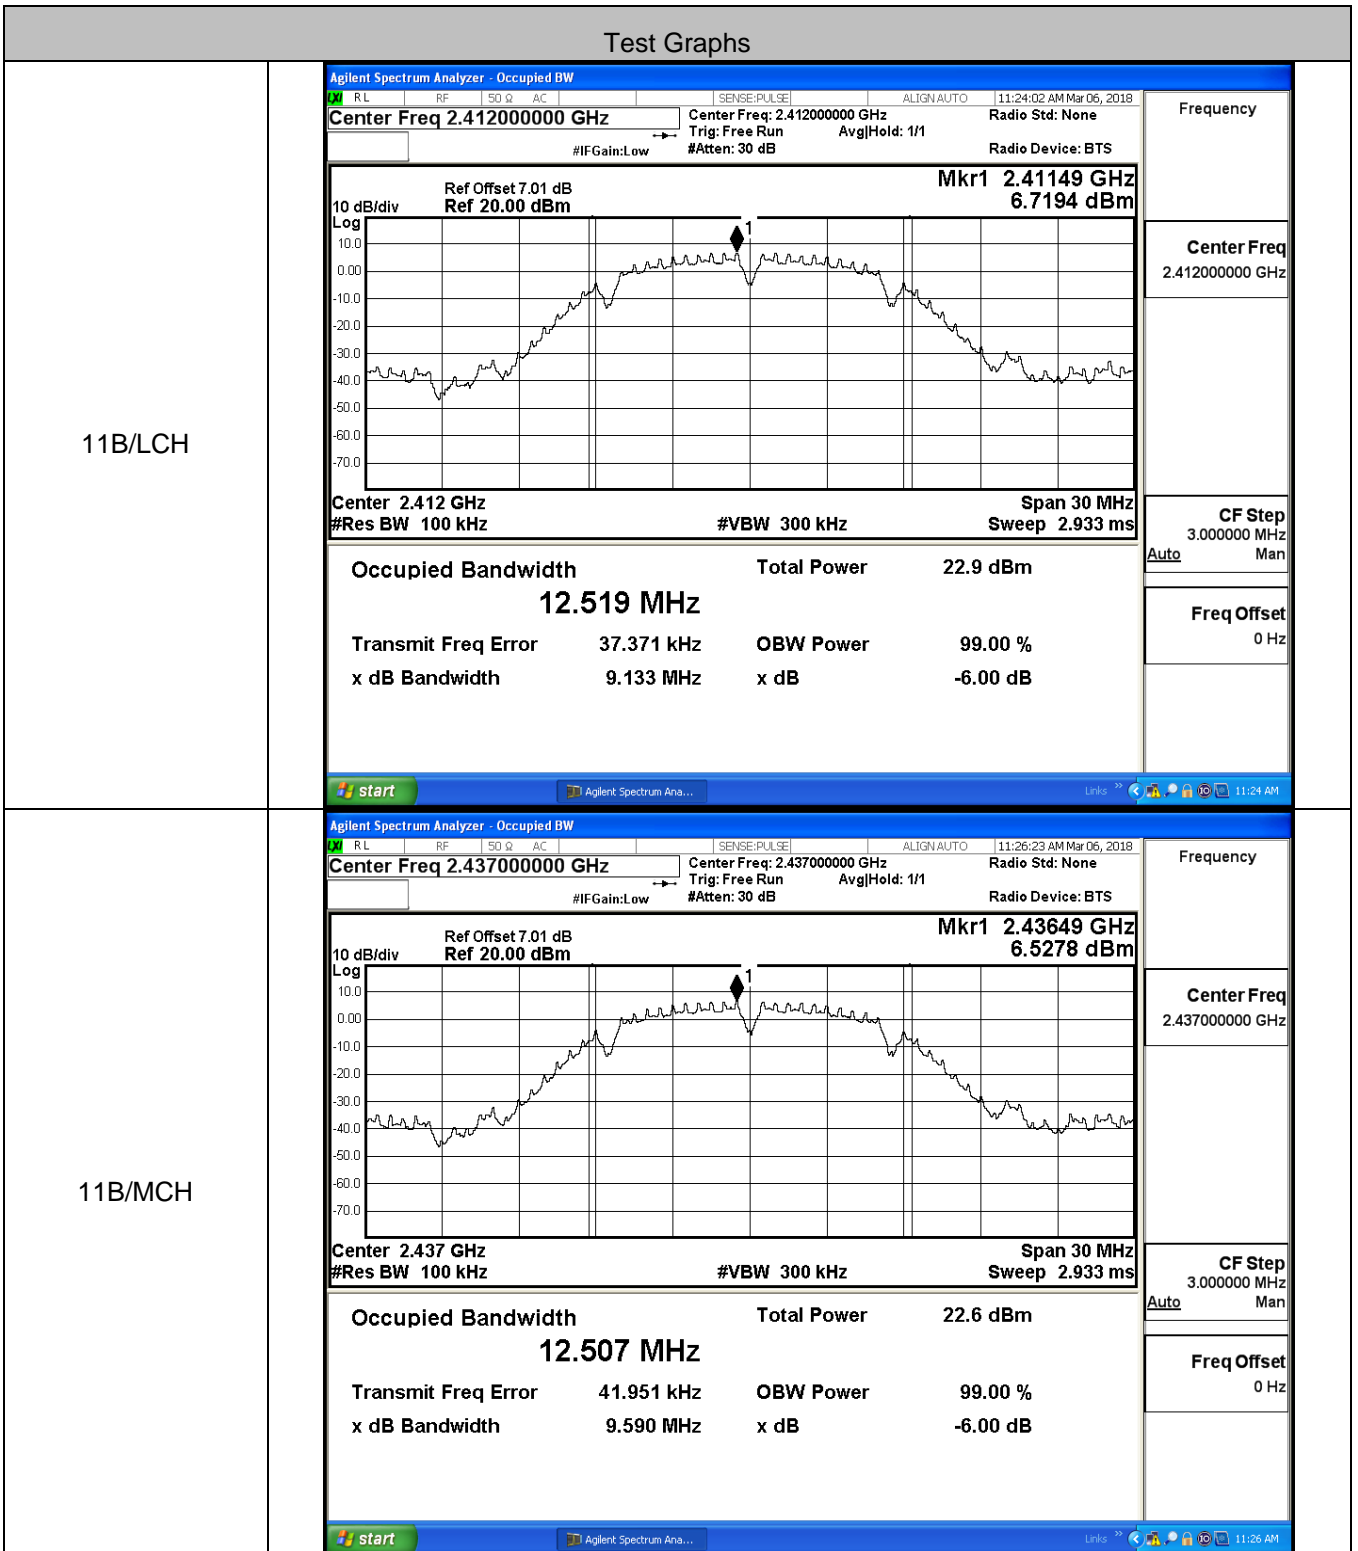 Test Graphs
11B/LCH
Agilent Spectrum Analyzer - Occupied BW
LXI RL RF 50 Ω AC SENSE:PULSE ALIGN AUTO 11:24:02 AM Mar 06, 2018
Center Freq 2.412000000 GHz
Center Freq: 2.412000000 GHz Radio Std: None
Trig: Free Run Avg|Hold: 1/1
#IFGain:Low #Atten: 30 dB Radio Device: BTS
Frequency
Mkr1 2.41149 GHz
6.7194 dBm
Ref Offset 7.01 dB
10 dB/div Ref 20.00 dBm
Log
1
10.0
0.00
-10.0
-20.0
-30.0
-40.0
-50.0
-60.0
-70.0
Center 2.412 GHz Span 30 MHz
#Res BW 100 kHz #VBW 300 kHz Sweep 2.933 ms
Center Freq
2.412000000 GHz
CF Step
3.000000 MHz
Auto Man
Freq Offset
0 Hz
Occupied Bandwidth Total Power 22.9 dBm
12.519 MHz
Transmit Freq Error 37.371 kHz OBW Power 99.00 %
x dB Bandwidth 9.133 MHz x dB -6.00 dB
start Agilent Spectrum Ana... Links » 11:24 AM
11B/MCH
Agilent Spectrum Analyzer - Occupied BW
LXI RL RF 50 Ω AC SENSE:PULSE ALIGN AUTO 11:26:23 AM Mar 06, 2018
Center Freq 2.437000000 GHz
Center Freq: 2.437000000 GHz Radio Std: None
Trig: Free Run Avg|Hold: 1/1
#IFGain:Low #Atten: 30 dB Radio Device: BTS
Frequency
Mkr1 2.43649 GHz
6.5278 dBm
Ref Offset 7.01 dB
10 dB/div Ref 20.00 dBm
Log
1
10.0
0.00
-10.0
-20.0
-30.0
-40.0
-50.0
-60.0
-70.0
Center 2.437 GHz Span 30 MHz
#Res BW 100 kHz #VBW 300 kHz Sweep 2.933 ms
Center Freq
2.437000000 GHz
CF Step
3.000000 MHz
Auto Man
Freq Offset
0 Hz
Occupied Bandwidth Total Power 22.6 dBm
12.507 MHz
Transmit Freq Error 41.951 kHz OBW Power 99.00 %
x dB Bandwidth 9.590 MHz x dB -6.00 dB
start Agilent Spectrum Ana... Links » 11:26 AM